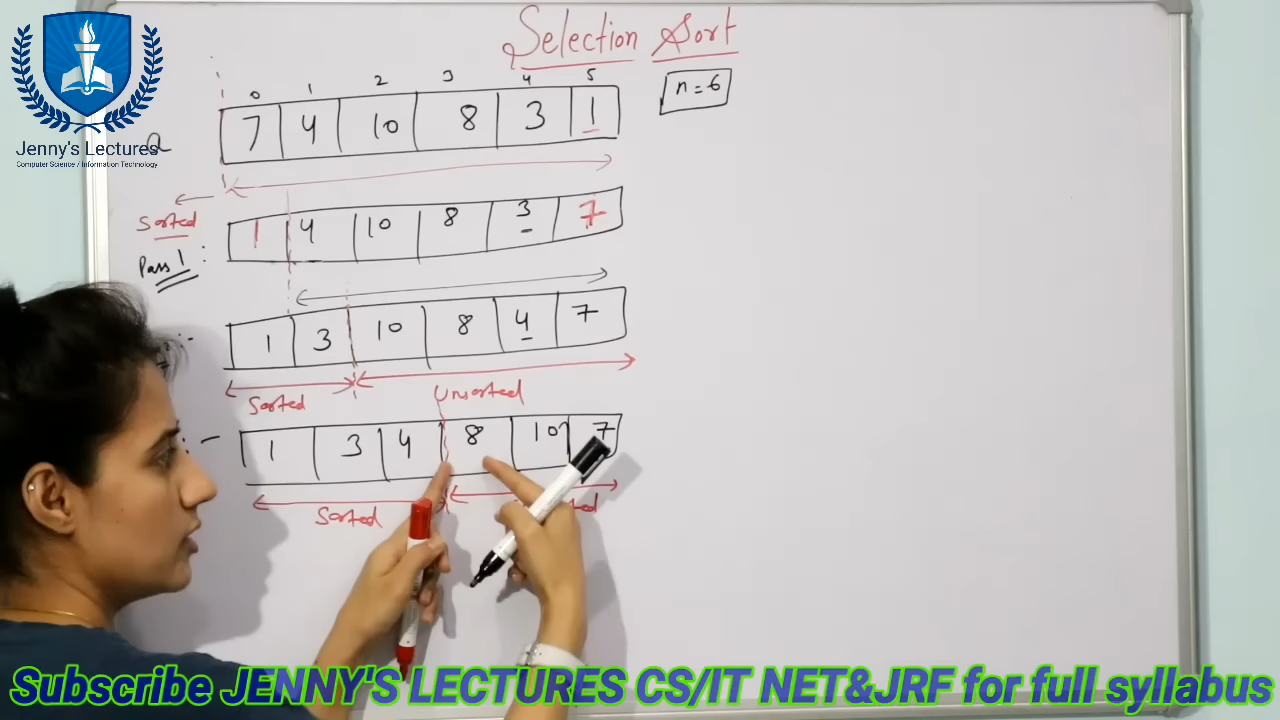 Selection Sort
n = 6
0 1 2 3 4 5
a 7 4 10 8 3 1
Jenny's Lectures
Computer Science / Information Technology
Sorted
Pass 1 : 1 4 10 8 3 7
:- 1 3 10 8 4 7
Sorted Unsorted
:- 1 3 4 8 10 7
Sorted
Subscribe JENNY'S LECTURES CS/IT NET&JRF for full syllabus